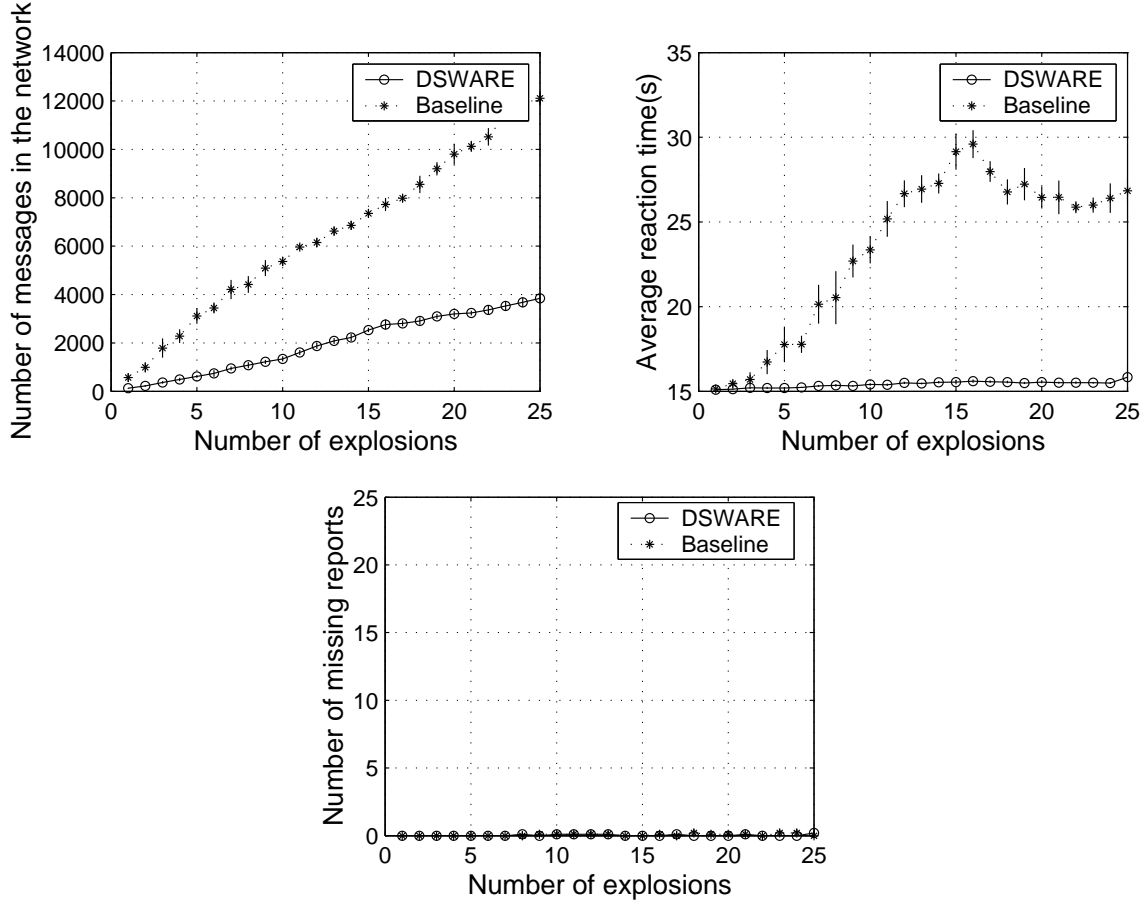 Number of messages in the network
14000
12000
10000
8000
6000
4000
2000
0
0 5 10 15 20 25
Number of explosions
DSWARE
Baseline
Average reaction time(s)
35
30
25
20
15
0 5 10 15 20 25
Number of explosions
DSWARE
Baseline
Number of missing reports
25
20
15
10
5
0
0 5 10 15 20 25
Number of explosions
DSWARE
Baseline